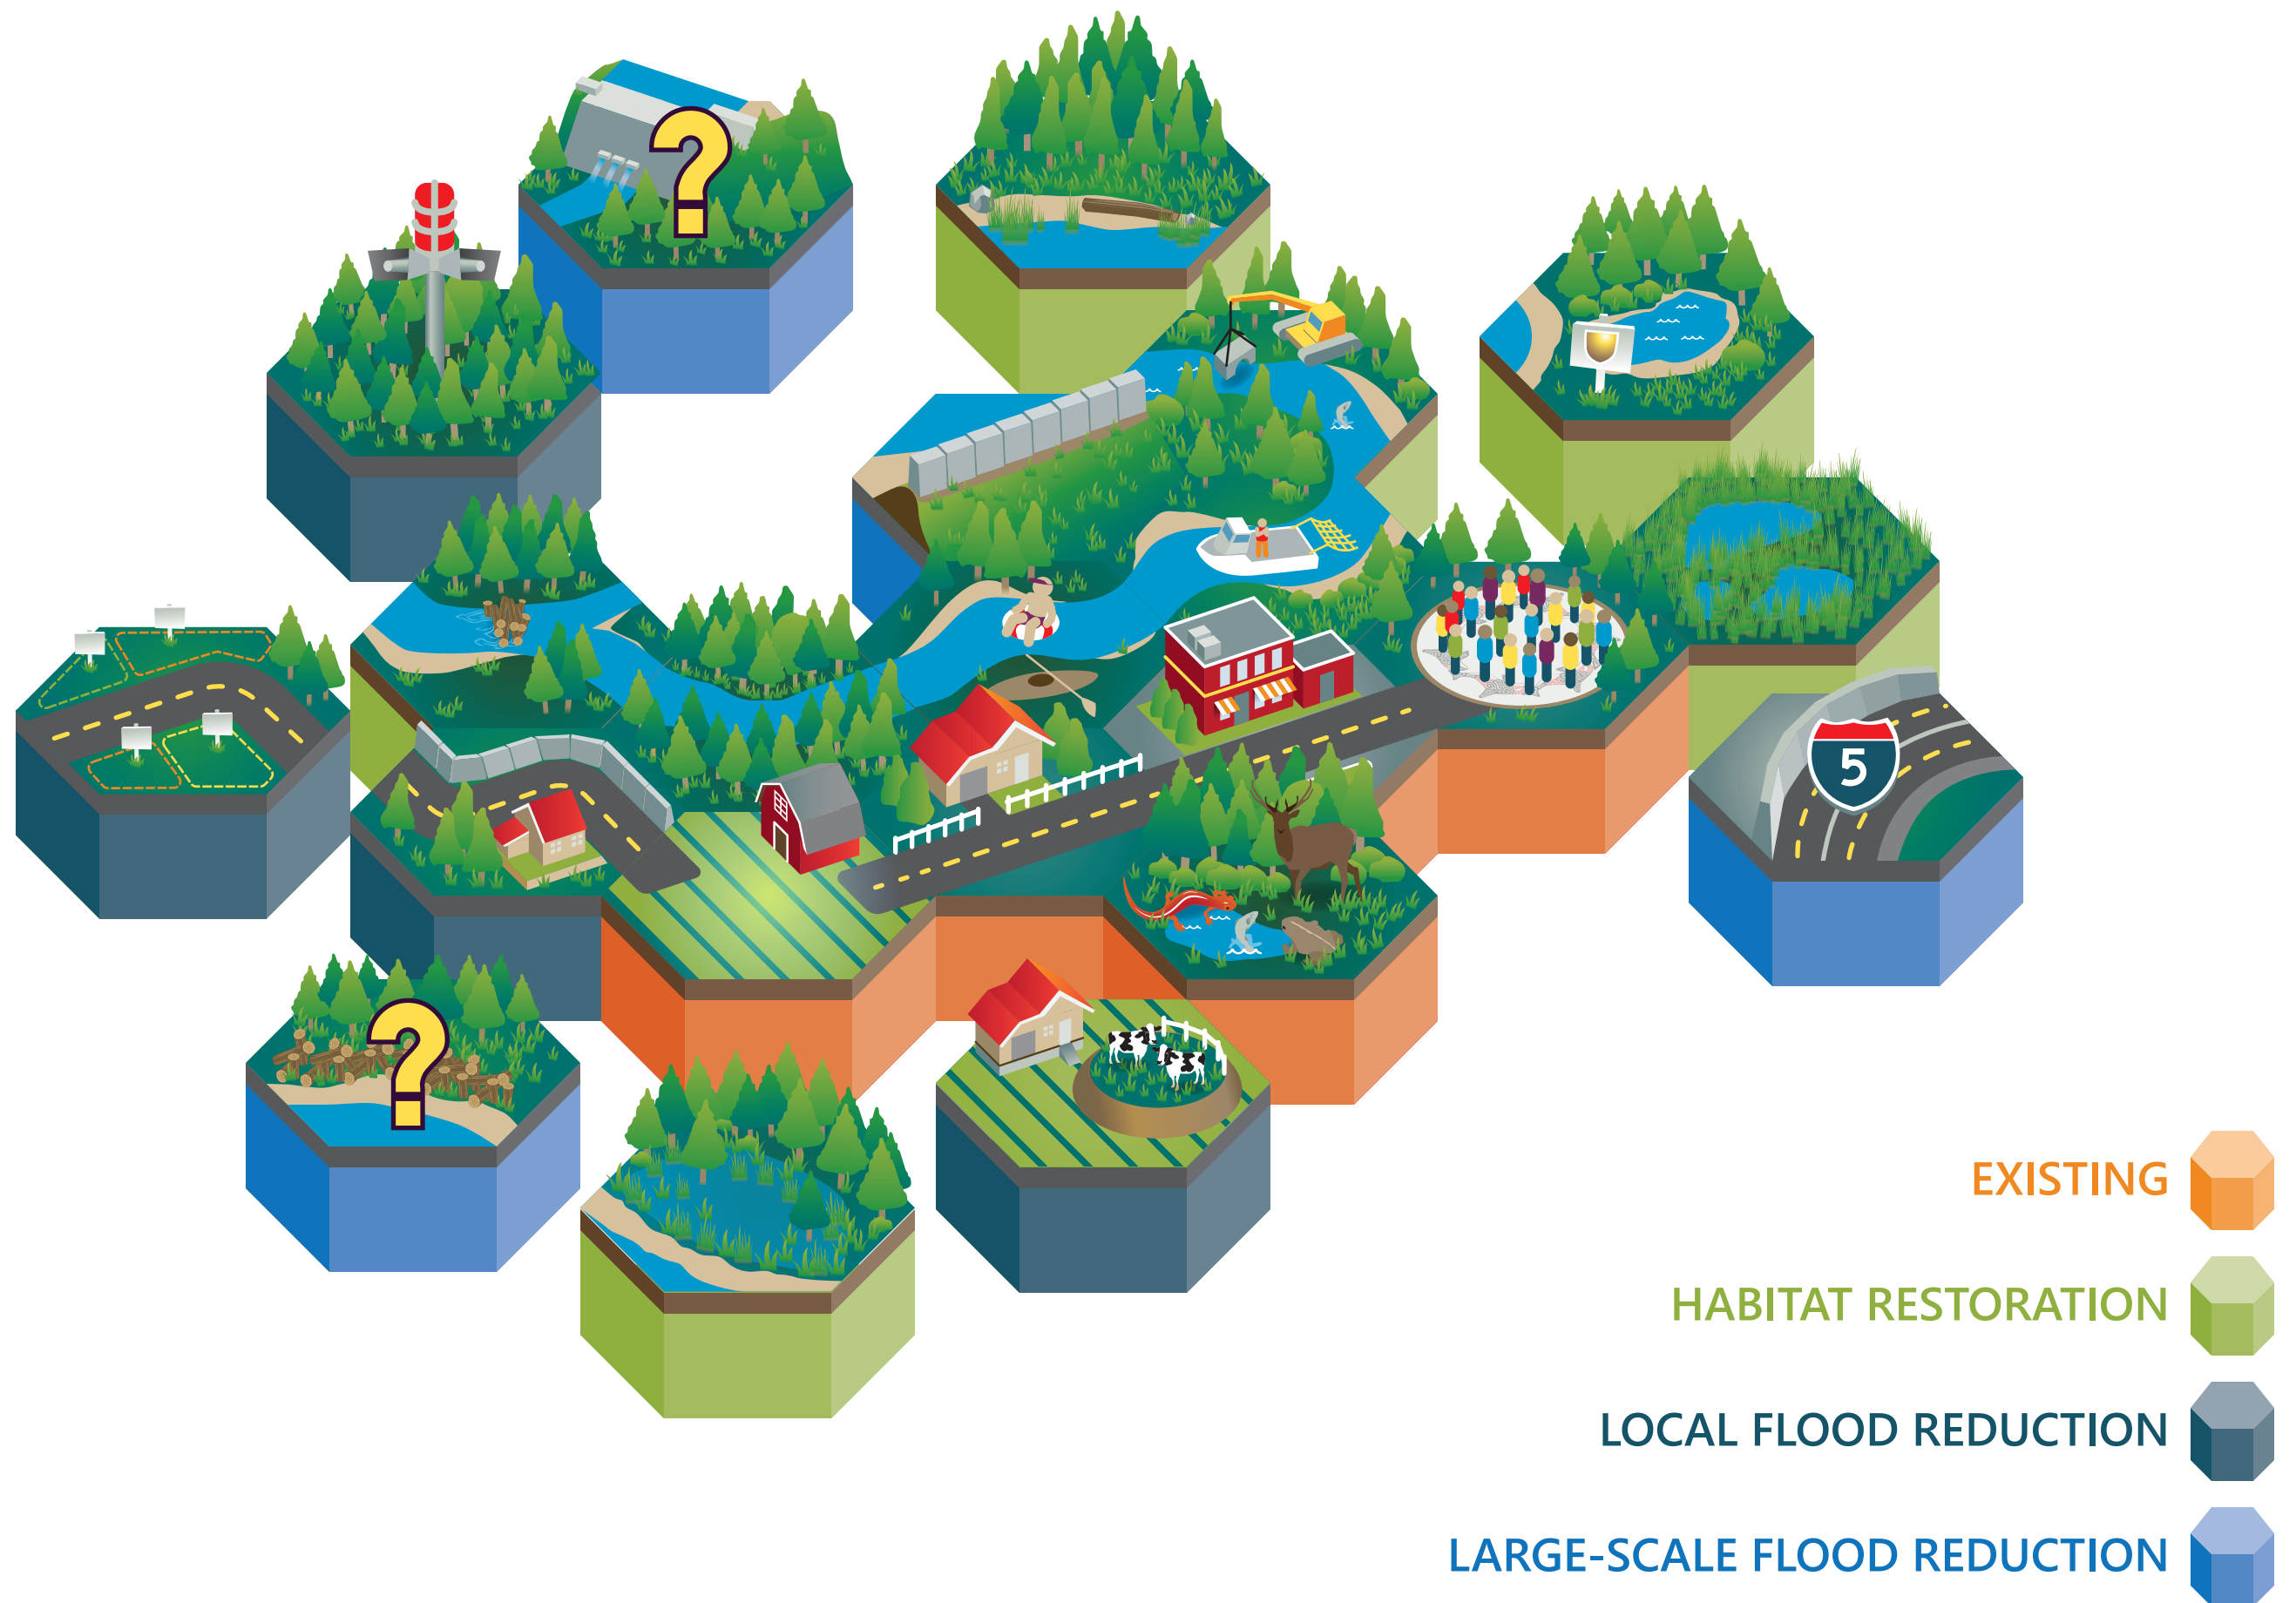 ?
?
5
EXISTING
HABITAT RESTORATION
LOCAL FLOOD REDUCTION
LARGE-SCALE FLOOD REDUCTION